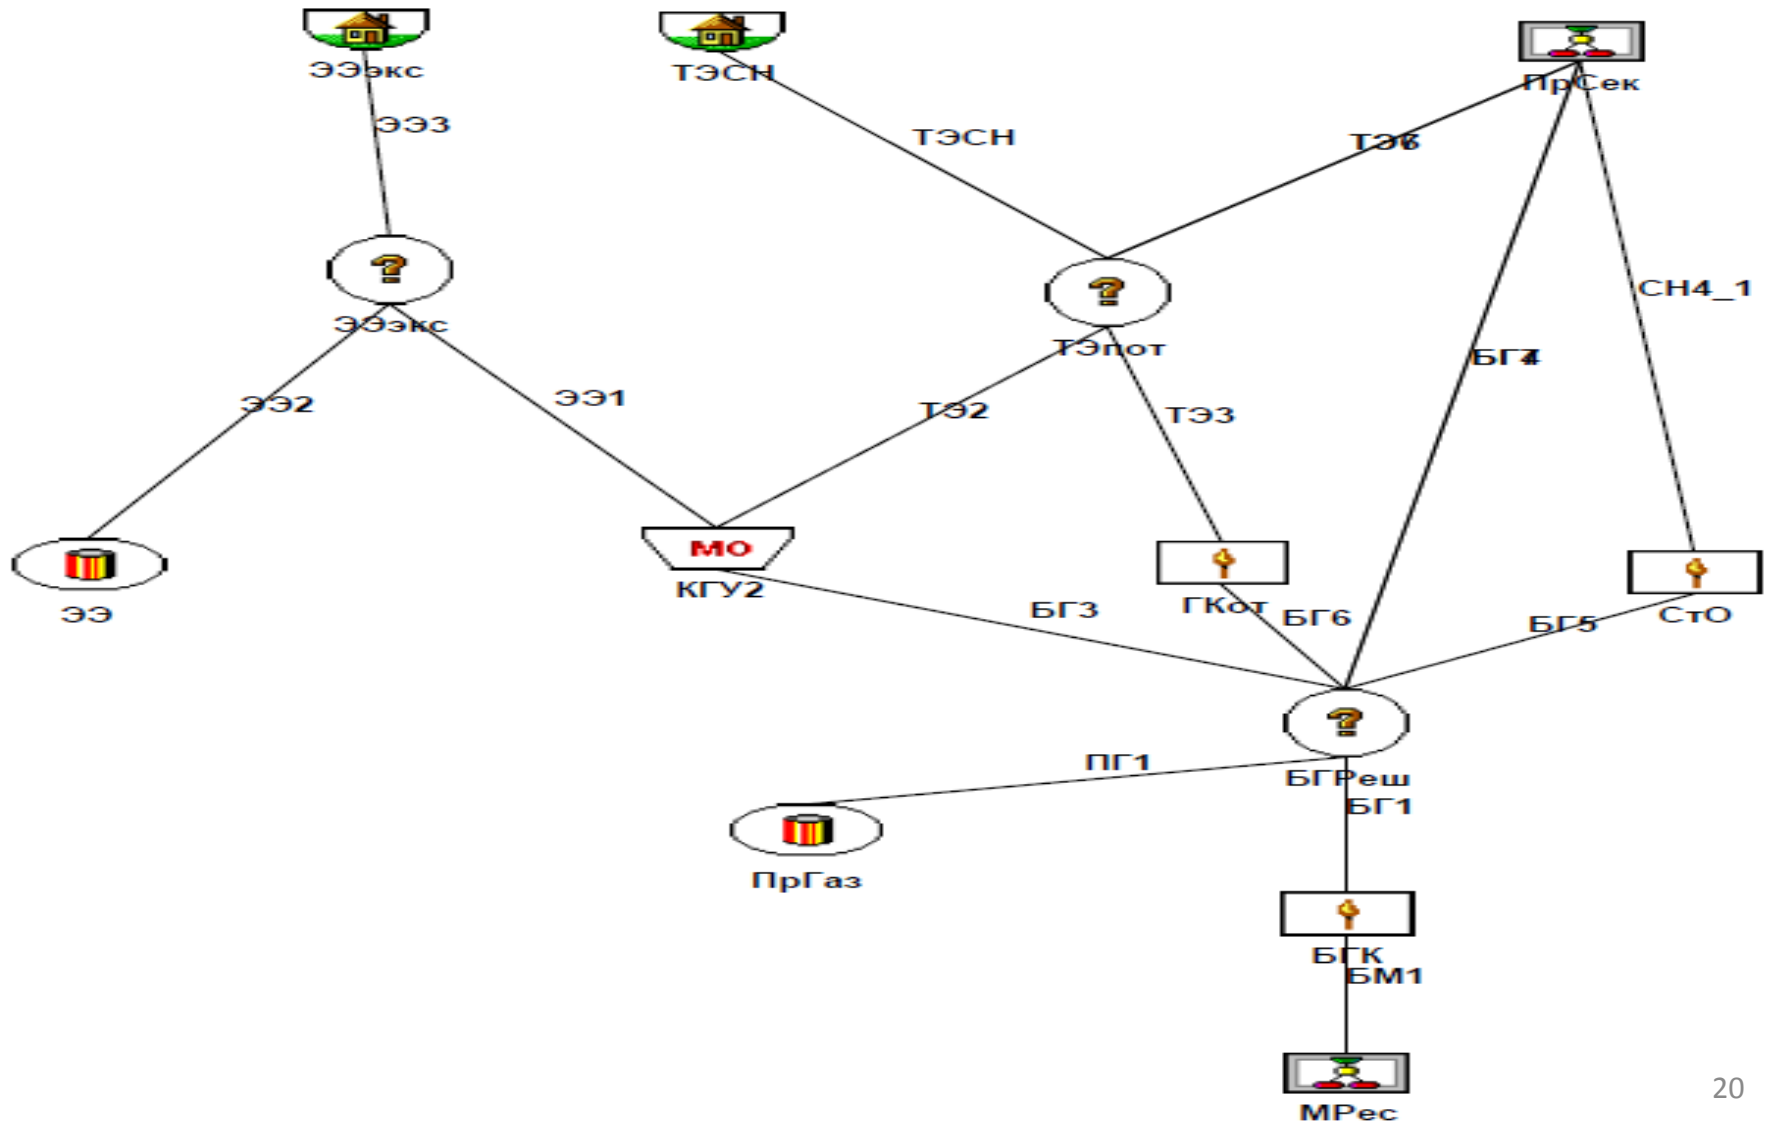 ЭЭэкс
ТЭСН
ПрСек
ЭЭ3
ТЭСН
СН4_1
ЭЭэкс
ТЭпот
ЭЭ2
ЭЭ1
ТЭ2
ТЭ3
МО
ЭЭ
КГУ2
БГ3
ГКот
БГ6
БГ5
СтО
ПГ1
БГРеш
БГ1
ПрГаз
БГК
БМ1
МРес
20